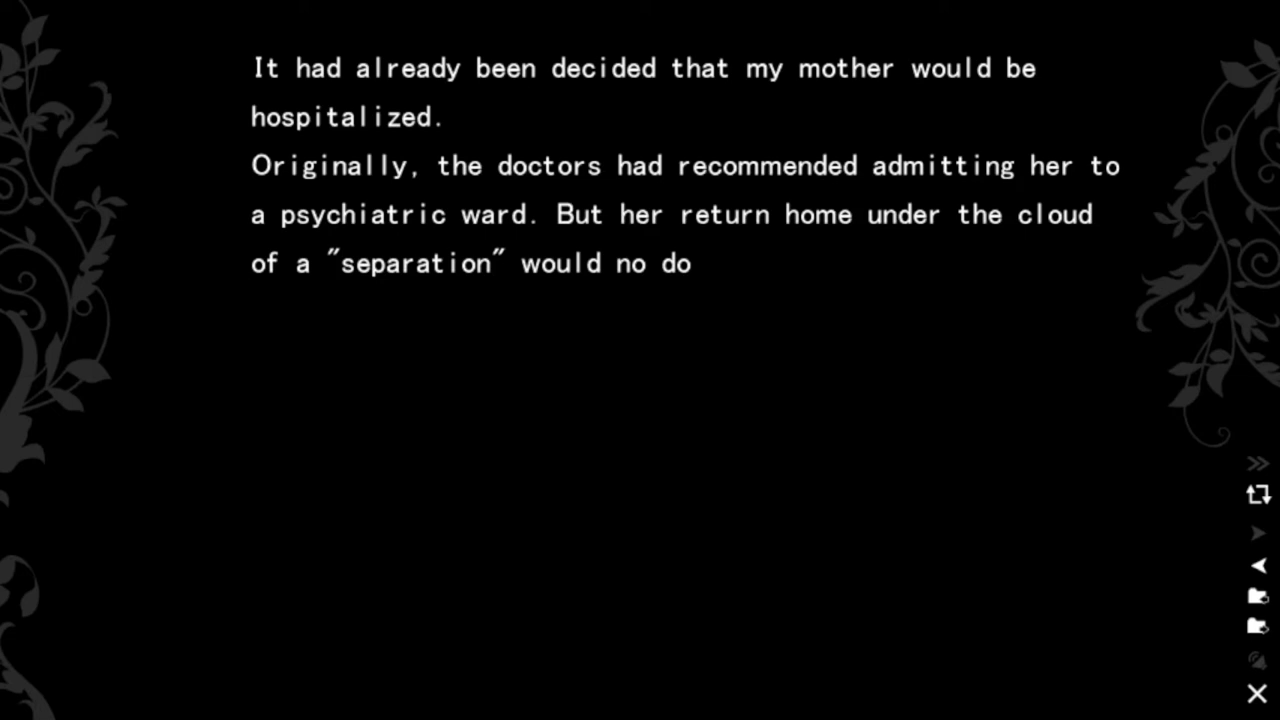 It had already been decided that my mother would be
hospitalized.
Originally, the doctors had recommended admitting her to
a psychiatric ward. But her return home under the cloud
of a "separation" would no do